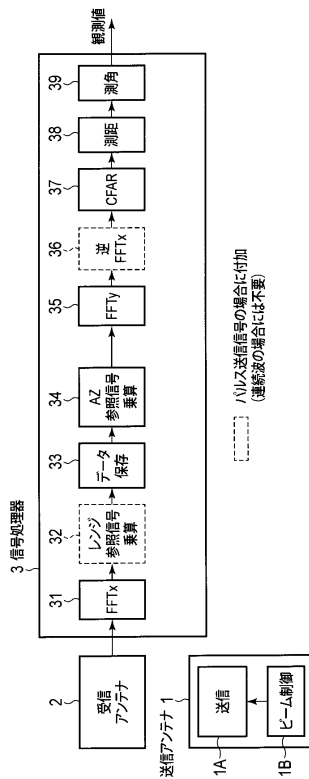 3 信号処理器
2
受信
アンテナ
31
FFTx
32
レンジ
参照信号
乗算
33
データ
保存
34
AZ
参照信号
乗算
35
FFTy
36
逆
FFTx
37
CFAR
38
測距
39
測角
観測値
送信アンテナ 1
送信
1A
ビーム制御
1B
パルス送信信号の場合に付加
(連続波の場合には不要)